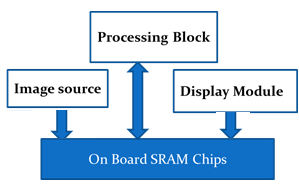 Processing Block
Image source
Display Module
On Board SRAM Chips